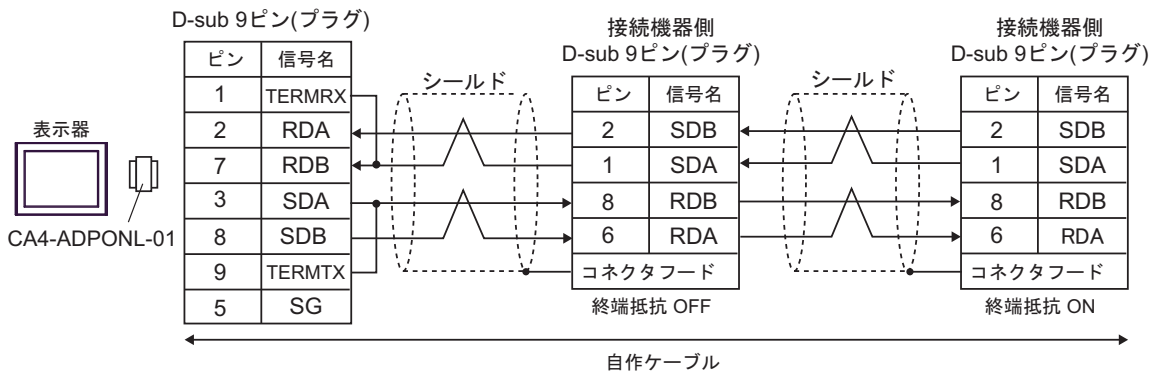 D-sub 9ピン(プラグ)
ピン 信号名
1 TERMRX
2 RDA
7 RDB
3 SDA
8 SDB
9 TERMTX
5 SG
表示器
CA4-ADPONL-01
シールド
接続機器側
D-sub 9ピン(プラグ)
ピン 信号名
2 SDB
1 SDA
8 RDB
6 RDA
コネクタフード
終端抵抗 OFF
シールド
接続機器側
D-sub 9ピン(プラグ)
ピン 信号名
2 SDB
1 SDA
8 RDB
6 RDA
コネクタフード
終端抵抗 ON
自作ケーブル